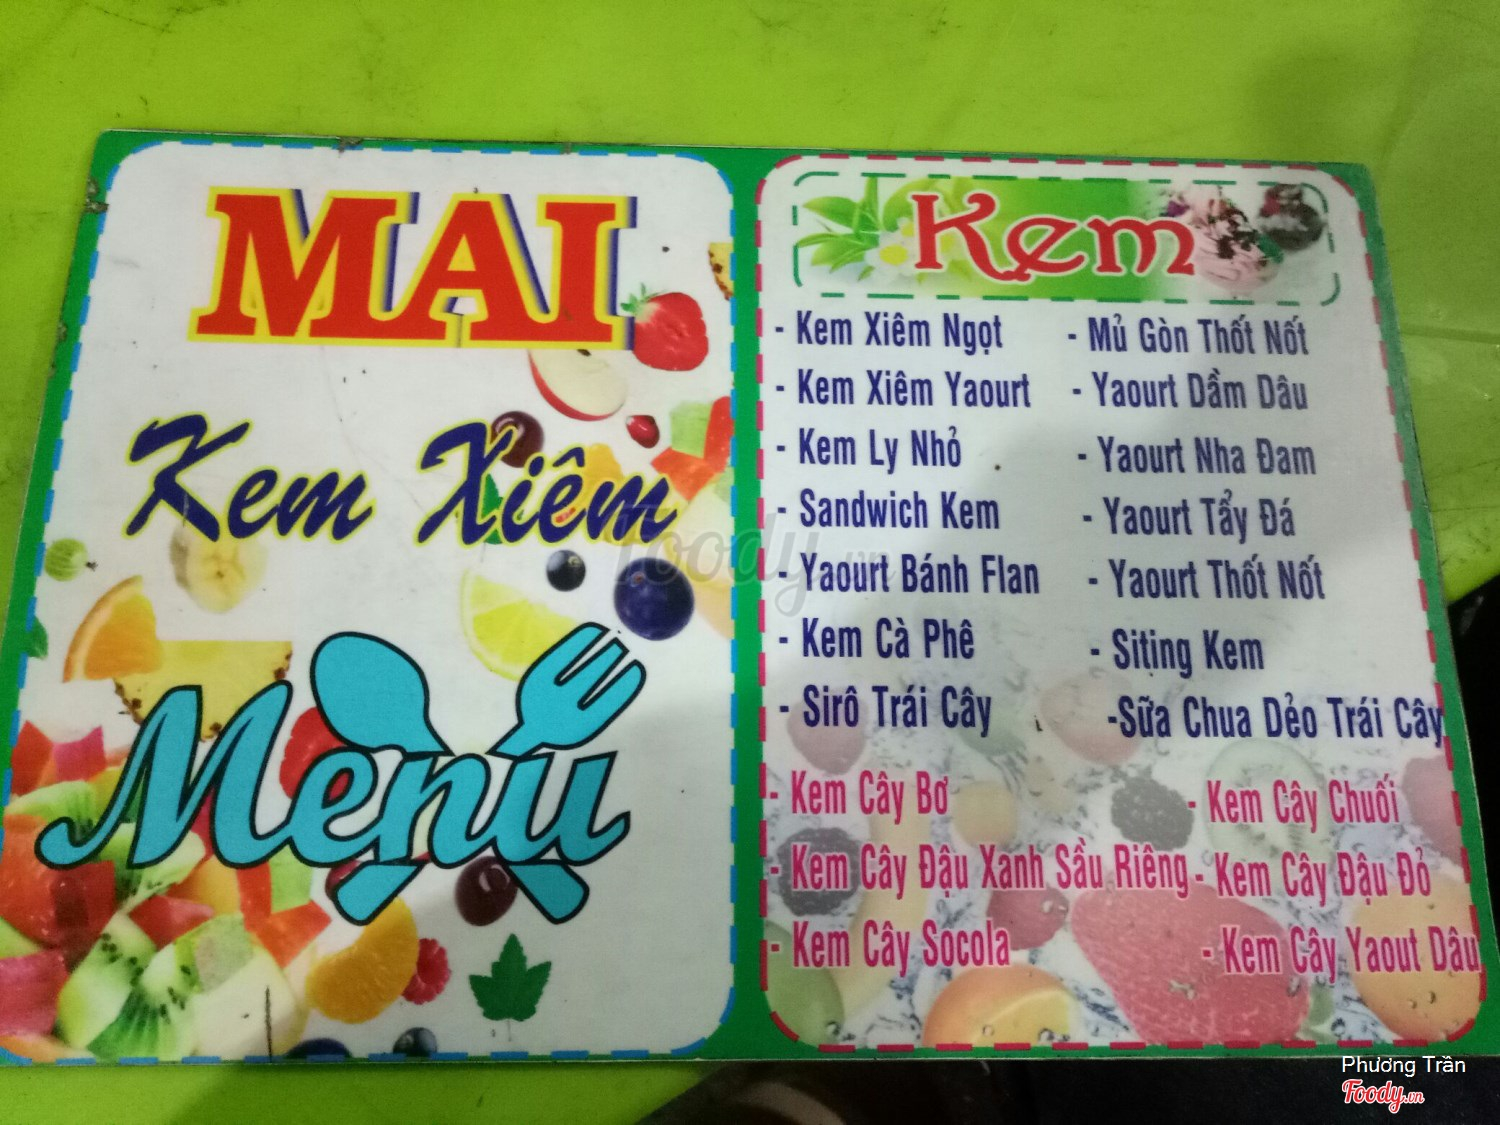 MAI
Kem Xiêm
Menu
Kem
- Kem Xiêm Ngọt
- Kem Xiêm Yaourt
- Kem Ly Nhỏ
- Sandwich Kem
- Yaourt Bánh Flan
- Kem Cà Phê
- Sirô Trái Cây
- Mủ Gòn Thốt Nốt
- Yaourt Dầm Dâu
- Yaourt Nha Đam
- Yaourt Tẩy Đá
- Yaourt Thốt Nốt
- Siting Kem
-Sữa Chua Dẻo Trái Cây
- Kem Cây Bơ
- Kem Cây Đậu Xanh Sầu Riêng
- Kem Cây Socola
- Kem Cây Chuối
- Kem Cây Đậu Đỏ
- Kem Cây Yaout Dâu
Foody.vn
Phương Trần
Foody.vn